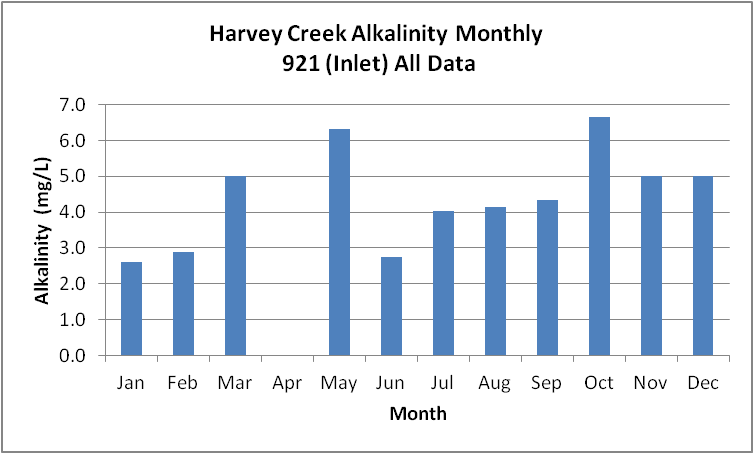 Harvey Creek Alkalinity Monthly
921 (Inlet) All Data
7.0
6.0
5.0
4.0
3.0
2.0
1.0
0.0
Alkalinity (mg/L)
Jan Feb Mar Apr May Jun Jul Aug Sep Oct Nov Dec
Month